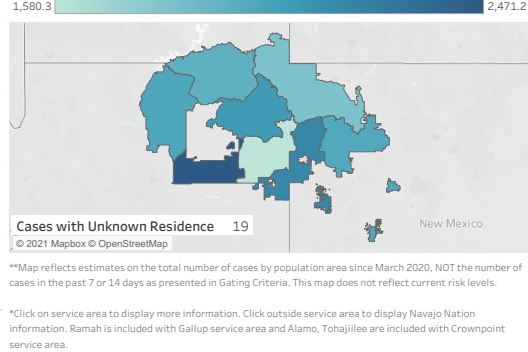 1,580.3 2,471.2
New Mexico
Cases with Unknown Residence 19
© 2021 Mapbox © OpenStreetMap
**Map reflects estimates on the total number of cases by population area since March 2020, NOT the number of
cases in the past 7 or 14 days as presented in Gating Criteria. This map does not reflect current risk levels.
*Click on service area to display more information. Click outside service area to display Navajo Nation
information. Ramah is included with Gallup service area and Alamo, Tohajiilee are included with Crownpoint
service area.